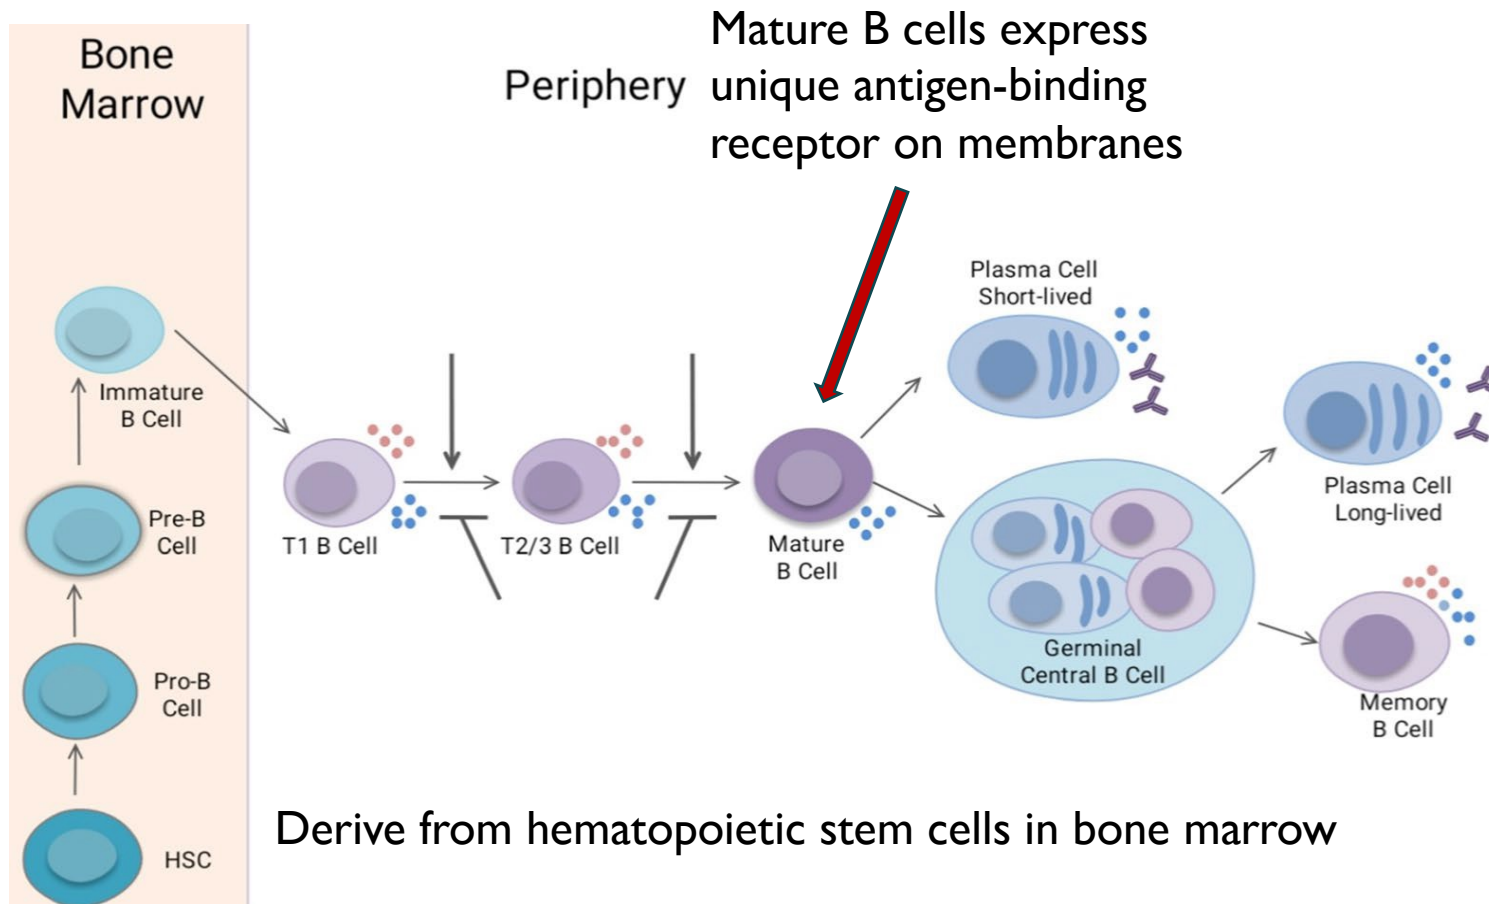 Bone
Marrow
Periphery
Mature B cells express
unique antigen-binding
receptor on membranes
Plasma Cell
Short-lived
Immature
B Cell
Pre-B
Cell
Pro-B
Cell
HSC
T1 B Cell
T2/3 B Cell
Mature
B Cell
Germinal
Central B Cell
Plasma Cell
Long-lived
Memory
B Cell
Derive from hematopoietic stem cells in bone marrow